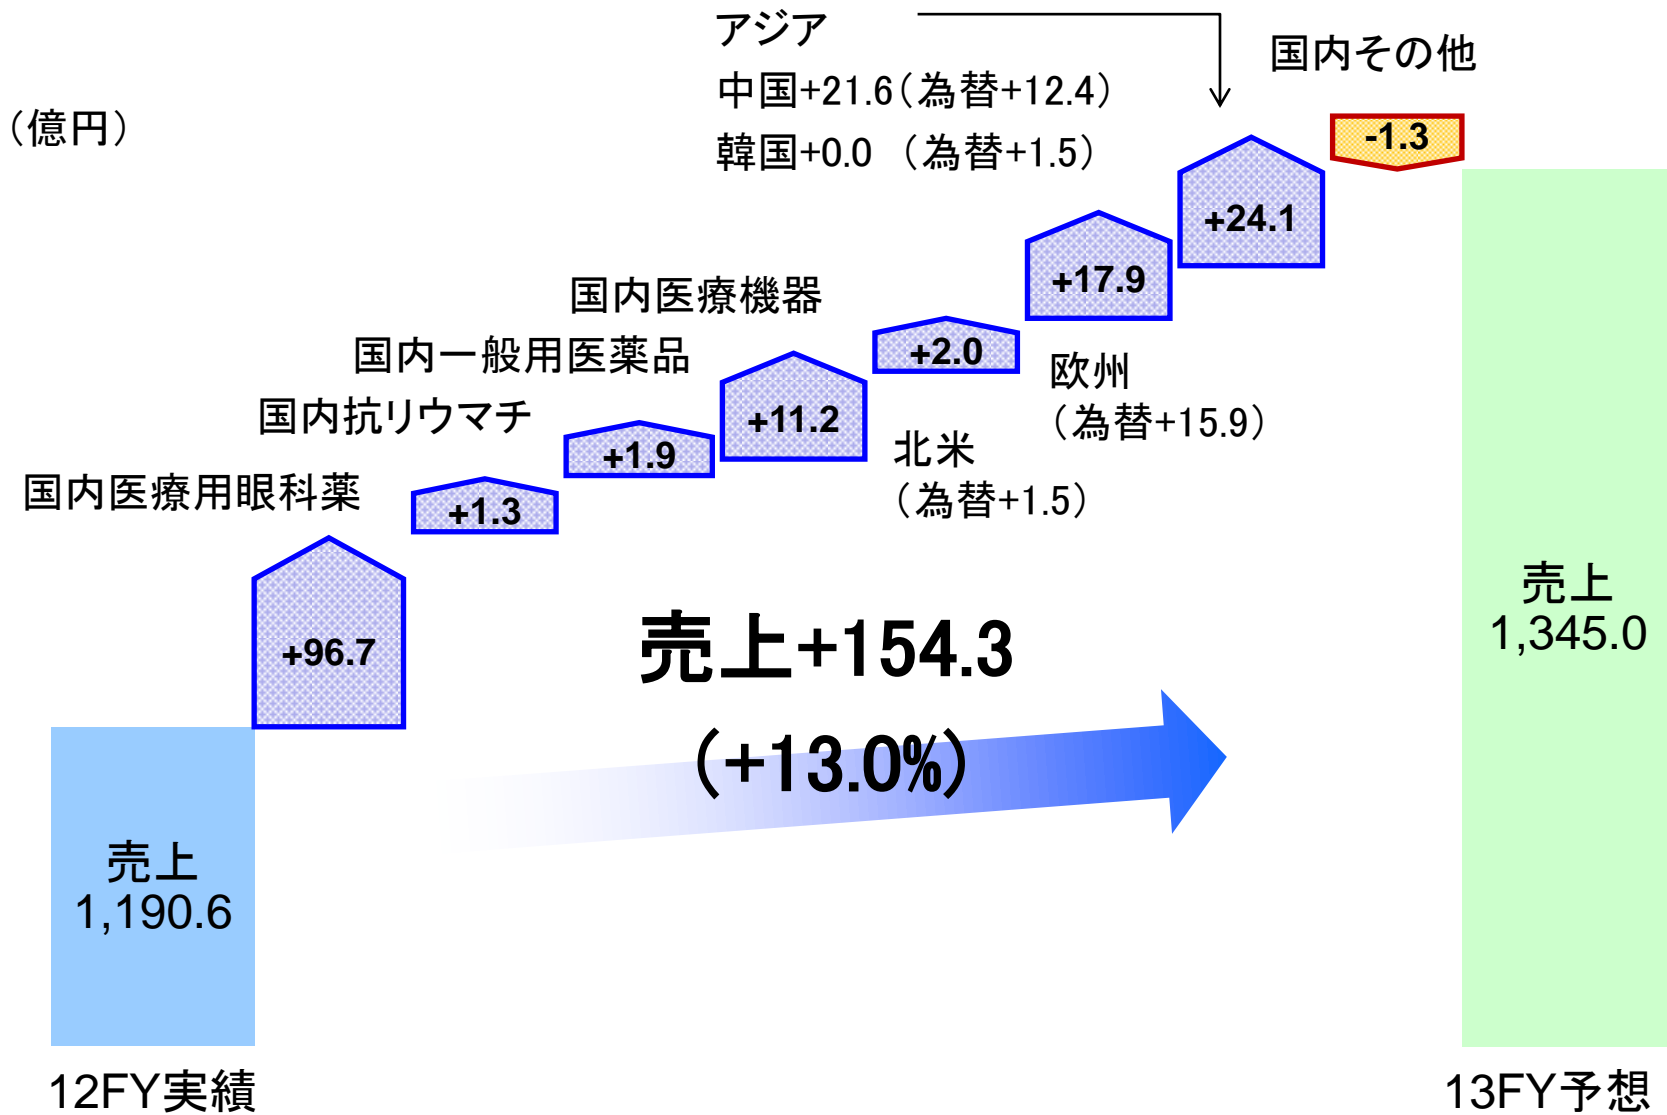 アジア
中国+21.6(為替+12.4)
韓国+0.0 (為替+1.5)
国内その他
(億円)
-1.3
+24.1
+17.9
国内医療機器
+2.0
国内一般用医薬品
欧州
(為替+15.9)
+11.2
国内抗リウマチ
北米
(為替+1.5)
+1.9
国内医療用眼科薬
+1.3
+96.7
売上+154.3
(+13.0%)
売上
1,345.0
売上
1,190.6
12FY実績
13FY予想